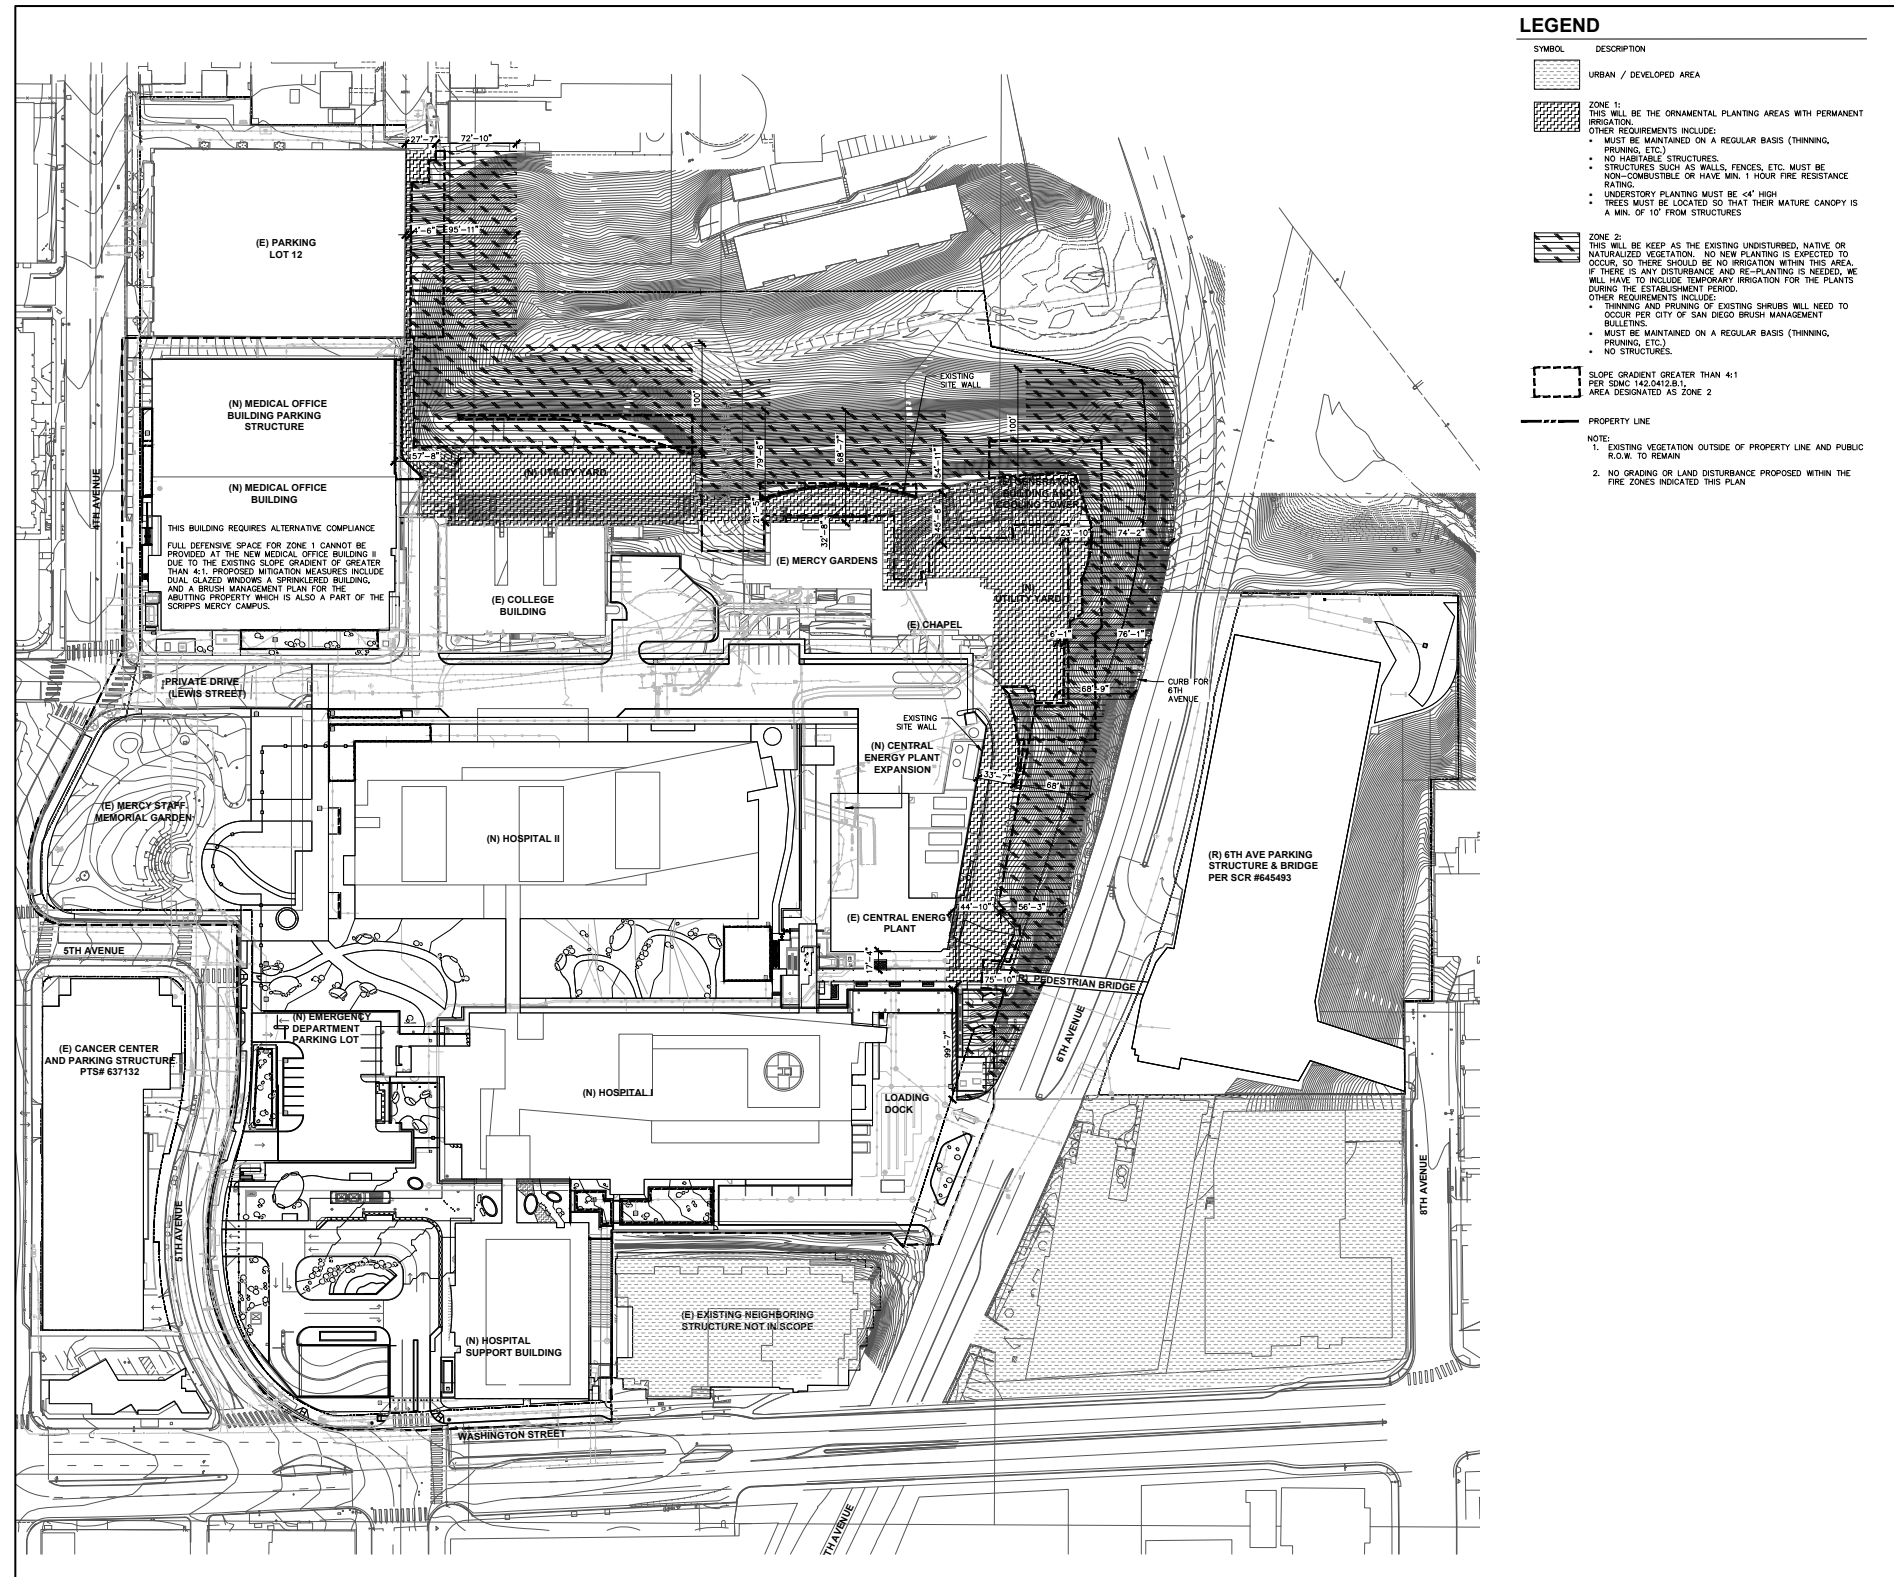 LEGEND
SYMBOL DESCRIPTION
URBAN / DEVELOPED AREA
ZONE 1:
THIS WILL BE THE ORNAMENTAL PLANTING AREAS WITH PERMANENT
IRRIGATION.
OTHER REQUIREMENTS INCLUDE:
• MUST BE MAINTAINED ON A REGULAR BASIS (THINNING,
PRUNING, ETC.)
• NO HABITABLE STRUCTURES.
• STRUCTURES SUCH AS WALLS, FENCES, ETC. MUST BE
NON-COMBUSTIBLE OR HAVE MIN. 1 HOUR FIRE RESISTANCE
RATING.
• UNDERSTORY PLANTING MUST BE <4' HIGH
• TREES MUST BE LOCATED SO THAT THEIR MATURE CANOPY IS
A MIN. OF 10' FROM STRUCTURES
ZONE 2:
THIS WILL BE KEEP AS THE EXISTING UNDISTURBED, NATIVE OR
NATURALIZED VEGETATION. NO NEW PLANTING IS EXPECTED TO
OCCUR, SO THERE SHOULD BE NO IRRIGATION WITHIN THIS AREA.
IF THERE IS ANY DISTURBANCE AND RE-PLANTING IS NEEDED, WE
WILL HAVE TO INCLUDE TEMPORARY IRRIGATION FOR THE PLANTS
DURING THE ESTABLISHMENT PERIOD.
OTHER REQUIREMENTS INCLUDE:
• THINNING AND PRUNING OF EXISTING SHRUBS WILL NEED TO
OCCUR PER CITY OF SAN DIEGO BRUSH MANAGEMENT
BULLETINS.
• MUST BE MAINTAINED ON A REGULAR BASIS (THINNING,
PRUNING, ETC.)
• NO STRUCTURES.
SLOPE GRADIENT GREATER THAN 4:1
PER SDMC 142.0412.B.1,
AREA DESIGNATED AS ZONE 2
PROPERTY LINE
NOTE:
1. EXISTING VEGETATION OUTSIDE OF PROPERTY LINE AND PUBLIC
R.O.W. TO REMAIN
2. NO GRADING OR LAND DISTURBANCE PROPOSED WITHIN THE
FIRE ZONES INDICATED THIS PLAN
27'-7" 72'-10"
4'-6" 95'-11"
(E) PARKING
LOT 12
EXISTING
SITE WALL
100'
100'
(N) MEDICAL OFFICE
BUILDING PARKING
STRUCTURE
79'-6"
68'-7"
54'-11"
57'-8"
(N) UTILITY YARD
4TH AVENUE
(N) MEDICAL OFFICE
BUILDING
GENERATOR
BUILDING AND
COOLING TOWER
21'-5"
32'-8"
45'-8"
23'-10" 74'-2"
THIS BUILDING REQUIRES ALTERNATIVE COMPLIANCE
FULL DEFENSIVE SPACE FOR ZONE 1 CANNOT BE
PROVIDED AT THE NEW MEDICAL OFFICE BUILDING II
DUE TO THE EXISTING SLOPE GRADIENT OF GREATER
THAN 4:1. PROPOSED MITIGATION MEASURES INCLUDE
DUAL GLAZED WINDOWS A SPRINKLERED BUILDING,
AND A BRUSH MANAGEMENT PLAN FOR THE
ABUTTING PROPERTY WHICH IS ALSO A PART OF THE
SCRIPPS MERCY CAMPUS.
(E) MERCY GARDENS
(E) COLLEGE
BUILDING
(N)
UTILITY YARD
(E) CHAPEL
6'-1" 76'-1"
PRIVATE DRIVE
(LEWIS STREET)
68'-9"
CURB FOR
6TH
AVENUE
EXISTING
SITE WALL
(N) CENTRAL
ENERGY PLANT
EXPANSION
33'-7"
68'
(E) MERCY STAFF
MEMORIAL GARDEN
(N) HOSPITAL II
(R) 6TH AVE PARKING
STRUCTURE & BRIDGE
PER SCR #645493
44'-10" 56'-3"
(E) CENTRAL ENERGY
PLANT
5TH AVENUE
17'-4"
75'-10"
PEDESTRIAN BRIDGE
(N) EMERGENCY
DEPARTMENT
PARKING LOT
99'-7"
6TH AVENUE
(E) CANCER CENTER
AND PARKING STRUCTURE
PTS# 637132
H
(N) HOSPITAL I
LOADING
DOCK
8TH AVENUE
5TH AVENUE
(E) EXISTING NEIGHBORING
STRUCTURE NOT IN SCOPE
(N) HOSPITAL
SUPPORT BUILDING
WASHINGTON STREET
TH AVENUE